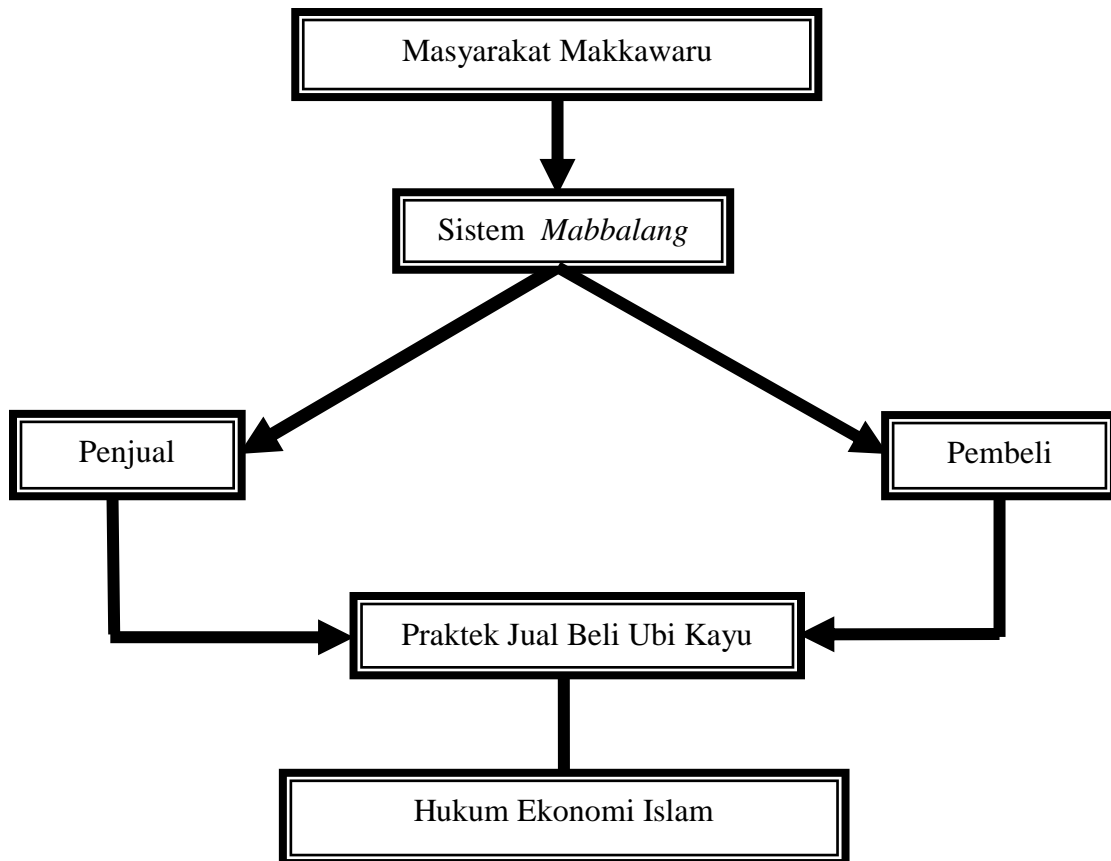 Masyarakat Makkawaru
Sistem Mabbalang
Penjual
Pembeli
Praktek Jual Beli Ubi Kayu
Hukum Ekonomi Islam